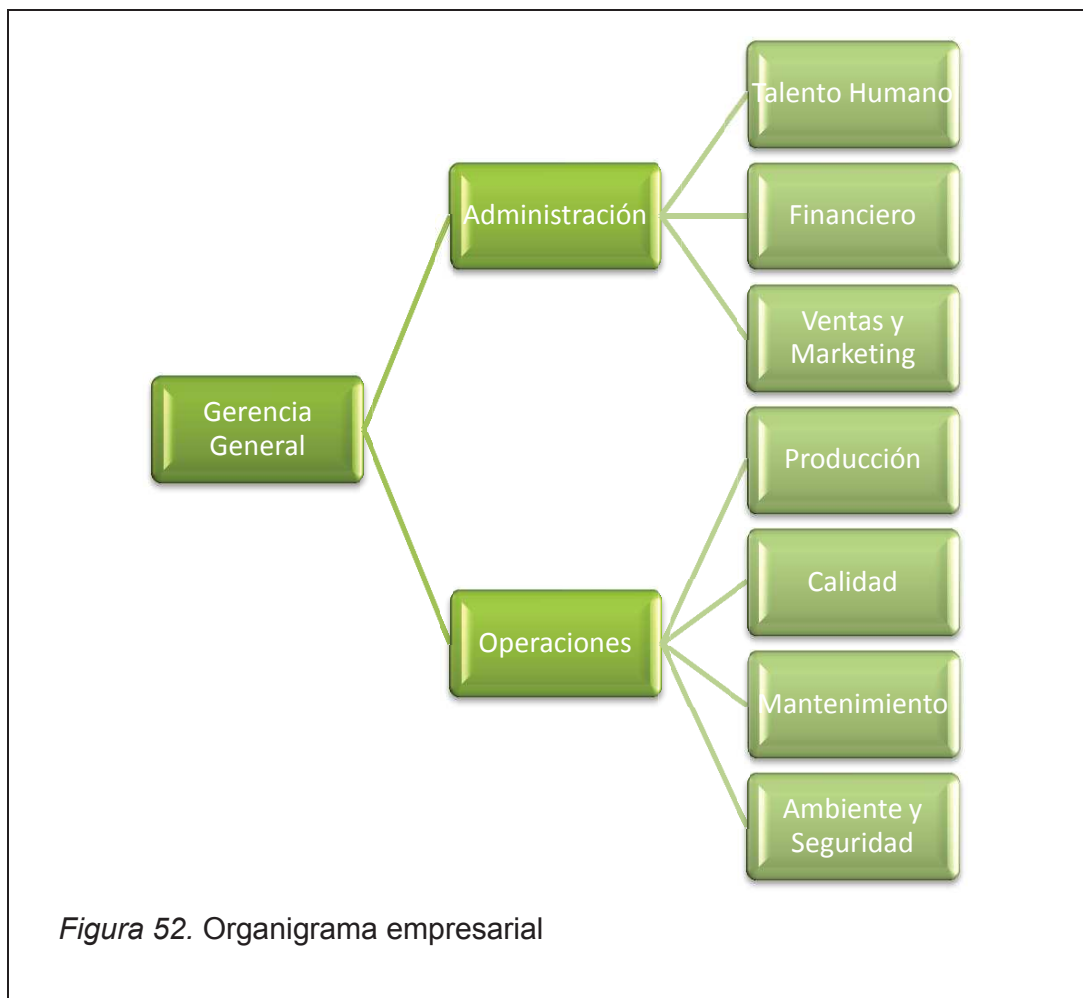 Talento Humano
Administración
Financiero
Ventas y
Marketing
Gerencia
General
Producción
Calidad
Operaciones
Mantenimiento
Ambiente y
Seguridad
Figura 52. Organigrama empresarial